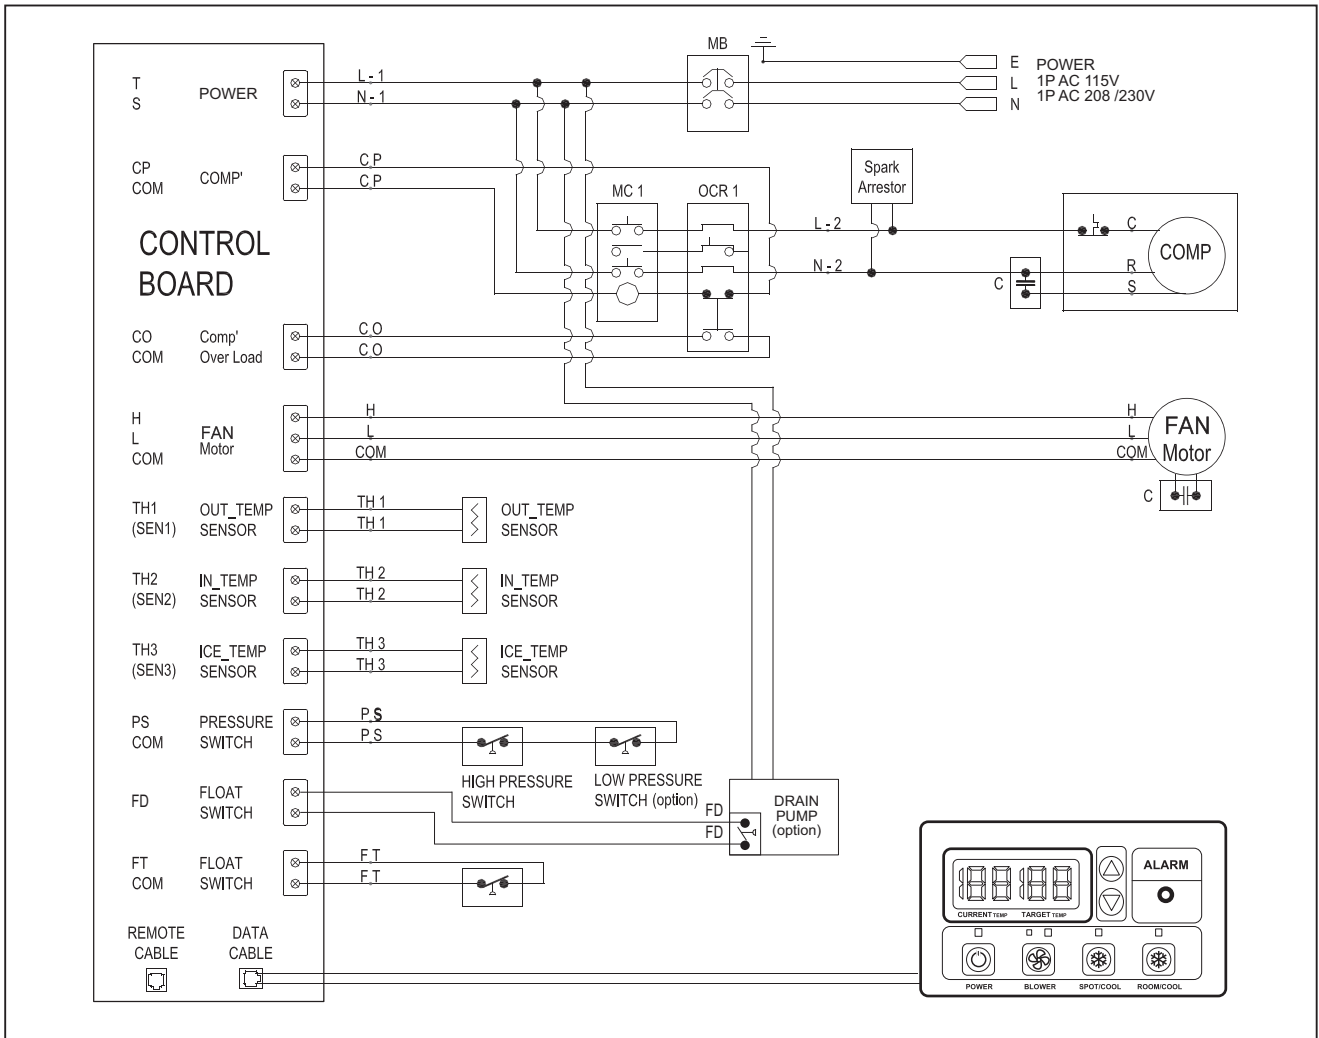 MB
E POWER
L 1P AC 115V
N 1P AC 208 /230V
T
S
POWER
L - 1
N - 1
CP
COM
COMP'
C P
C P
MC 1
OCR 1
Spark
Arrestor
L - 2
N - 2
C
R
S
COMP
C
CONTROL
BOARD
CO Comp'
COM Over Load
C O
C O
H
L
COM
FAN
Motor
H
L
COM
H
L
COM
FAN
Motor
C
TH1 OUT_TEMP
(SEN1) SENSOR
TH 1
TH 1
OUT_TEMP
SENSOR
TH2 IN_TEMP
(SEN2) SENSOR
TH 2
TH 2
IN_TEMP
SENSOR
TH3 ICE_TEMP
(SEN3) SENSOR
TH 3
TH 3
ICE_TEMP
SENSOR
PS PRESSURE
COM SWITCH
P S
P S
HIGH PRESSURE
SWITCH
LOW PRESSURE
SWITCH (option)
FD
FLOAT
SWITCH
FD
FD
DRAIN
PUMP
(option)
FT FLOAT
COM SWITCH
F T
F T
REMOTE
CABLE
DATA
CABLE
188 188
CURRENT TEMP TARGET TEMP
ALARM
POWER BLOWER SPOT/COOL ROOM/COOL